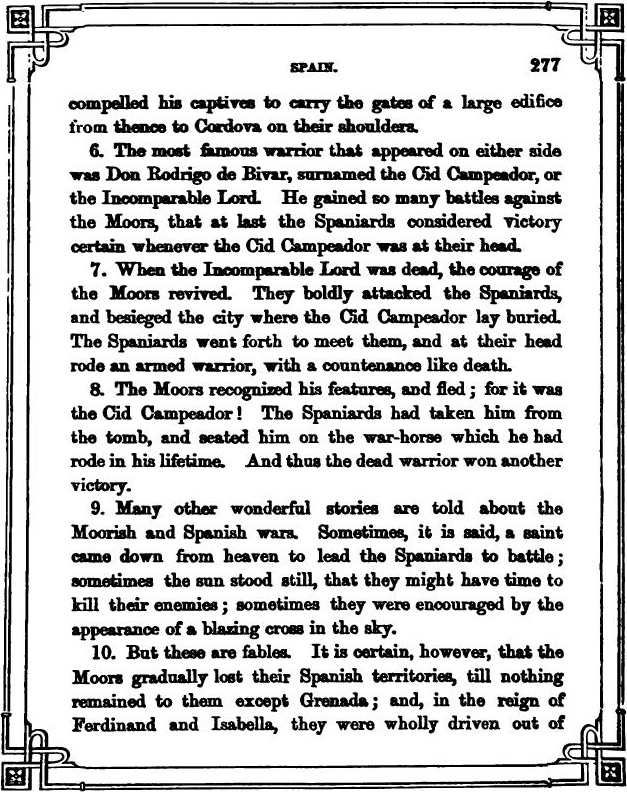 SPAIN. 277
compelled his captives to carry the gates of a large edifice
from thence to Cordova on their shoulders.
6. The most famous warrior that appeared on either side
was Don Rodrigo de Bivar, surnamed the Cid Campeador, or
the Incomparable Lord. He gained so many battles against
the Moors, that at last the Spaniards considered victory
certain whenever the Cid Campeador was at their head.
7. When the Incomparable Lord was dead, the courage of
the Moors revived. They boldly attacked the Spaniards,
and besieged the city where the Cid Campeador lay buried.
The Spaniards went forth to meet them, and at their head
rode an armed warrior, with a countenance like death.
8. The Moors recognized his features, and fled; for it was
the Cid Campeador! The Spaniards had taken him from
the tomb, and seated him on the war-horse which he had
rode in his lifetime. And thus the dead warrior won another
victory.
9. Many other wonderful stories are told about the
Moorish and Spanish wars. Sometimes, it is said, a saint
came down from heaven to lead the Spaniards to battle;
sometimes the sun stood still, that they might have time to
kill their enemies; sometimes they were encouraged by the
appearance of a blazing cross in the sky.
10. But these are fables. It is certain, however, that the
Moors gradually lost their Spanish territories, till nothing
remained to them except Grenada; and, in the reign of
Ferdinand and Isabella, they were wholly driven out of